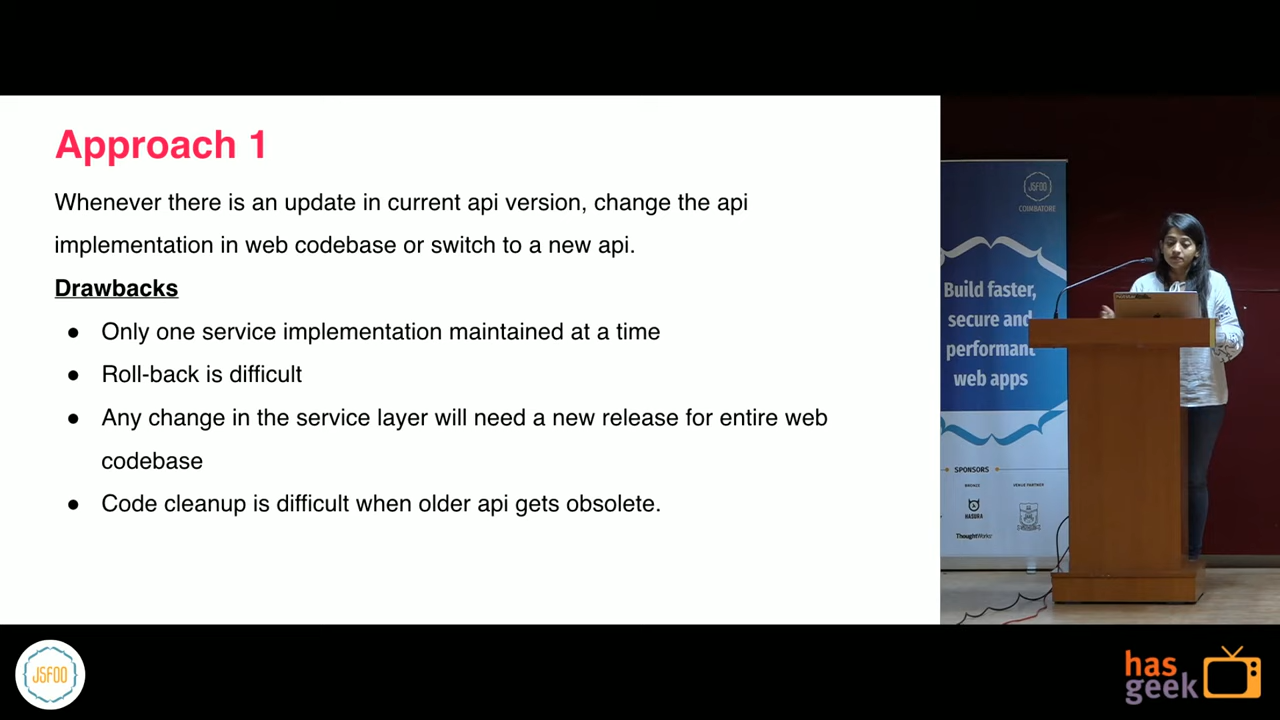 Approach 1
Whenever there is an update in current api version, change the api
implementation in web codebase or switch to a new api.
Drawbacks
● Only one service implementation maintained at a time
● Roll-back is difficult
● Any change in the service layer will need a new release for entire web
codebase
● Code cleanup is difficult when older api gets obsolete.
JSFOO
COIMBATORE
Build faster,
secure and
performant
web apps
SPONSORS
BRONZE
VENUE PARTNER
HASURA
ThoughtWorks
JSFOO
has
geek